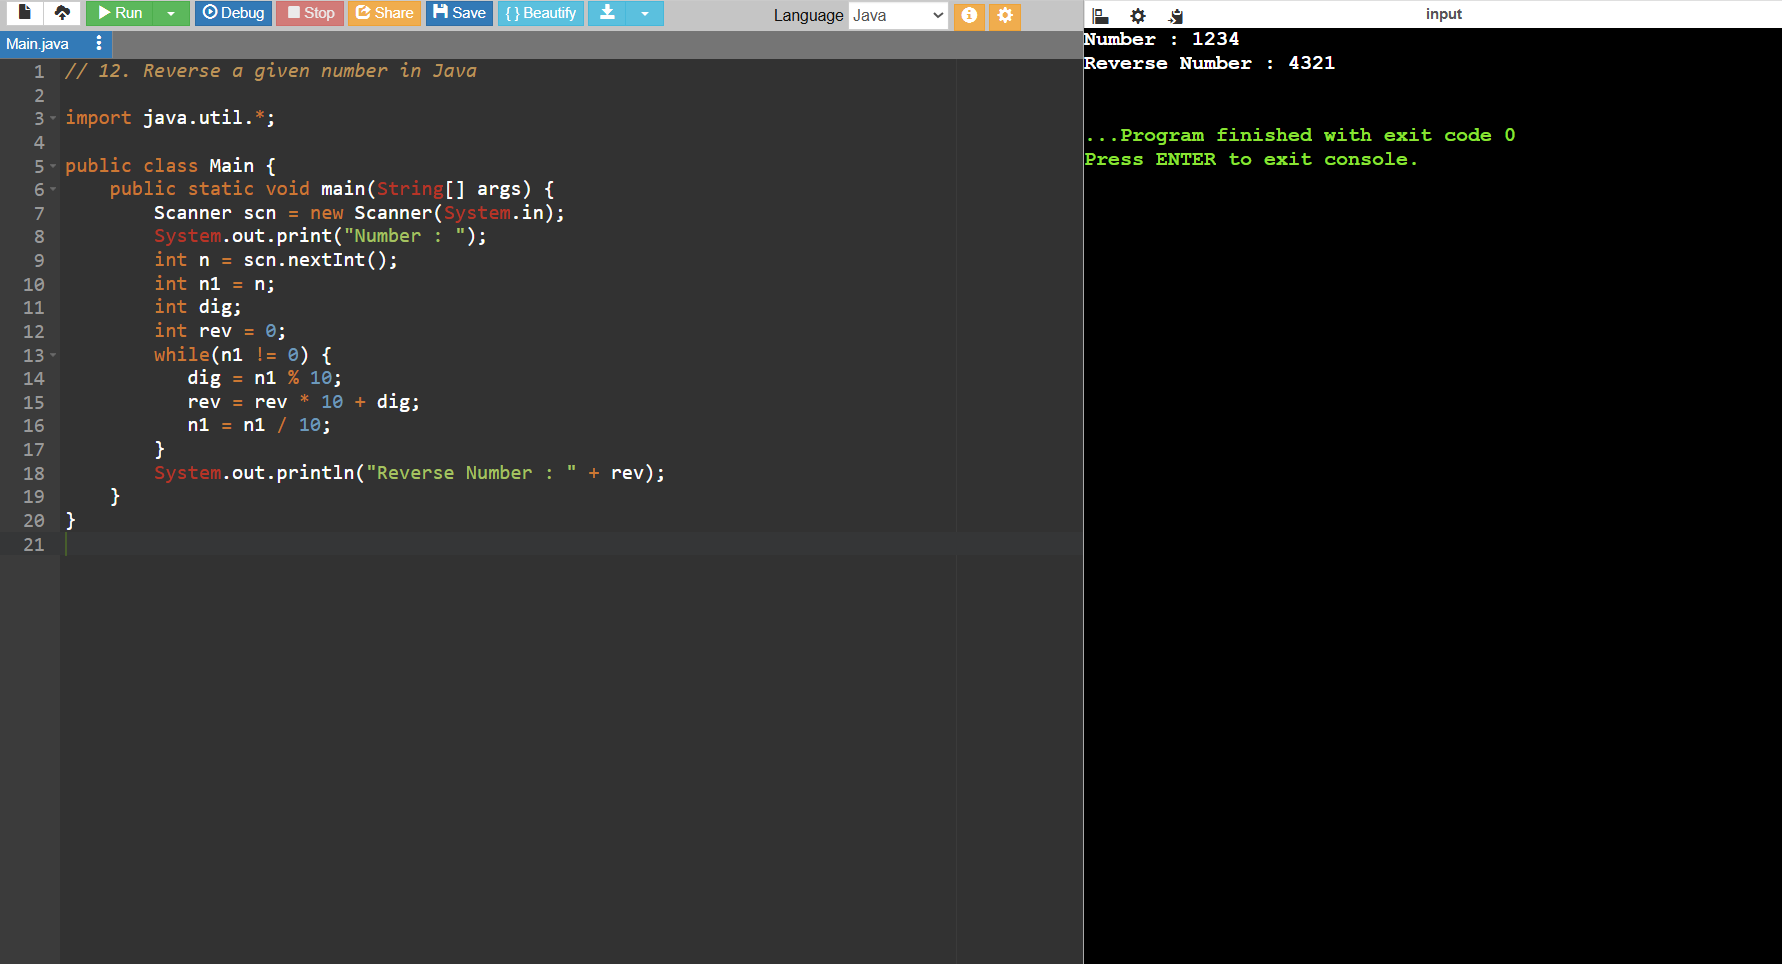 Run Debug Stop Share Save { } Beautify Language Java
input
Main.java
1 // 12. Reverse a given number in Java
2
3 import java.util.*;
4
5 public class Main {
6     public static void main(String[] args) {
7         Scanner scn = new Scanner(System.in);
8         System.out.print("Number : ");
9         int n = scn.nextInt();
10         int n1 = n;
11         int dig;
12         int rev = 0;
13         while(n1 != 0) {
14            dig = n1 % 10;
15            rev = rev * 10 + dig;
16            n1 = n1 / 10;
17         }
18         System.out.println("Reverse Number : " + rev);
19     }
20 }
21
Number : 1234
Reverse Number : 4321
...Program finished with exit code 0
Press ENTER to exit console.